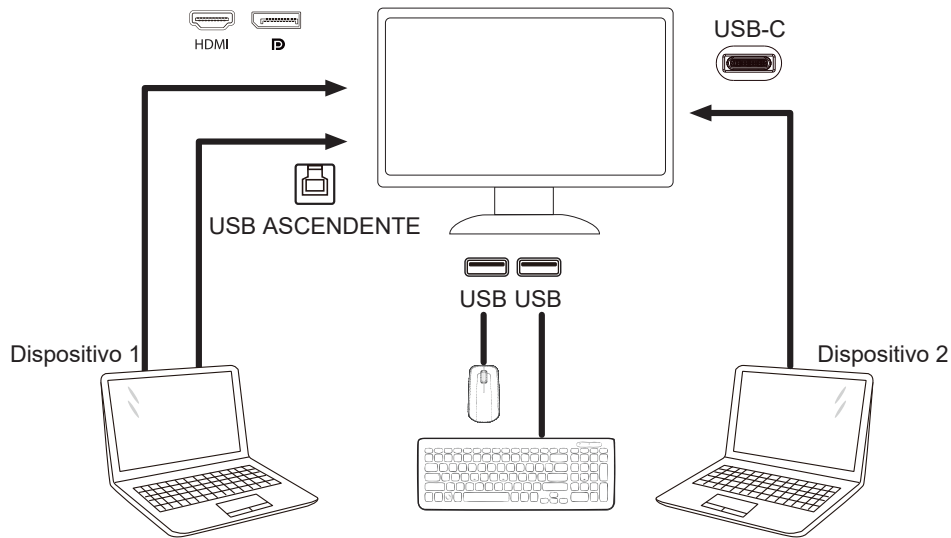 HDMI
USB-C
USB ASCENDENTE
USB USB
Dispositivo 1
Dispositivo 2